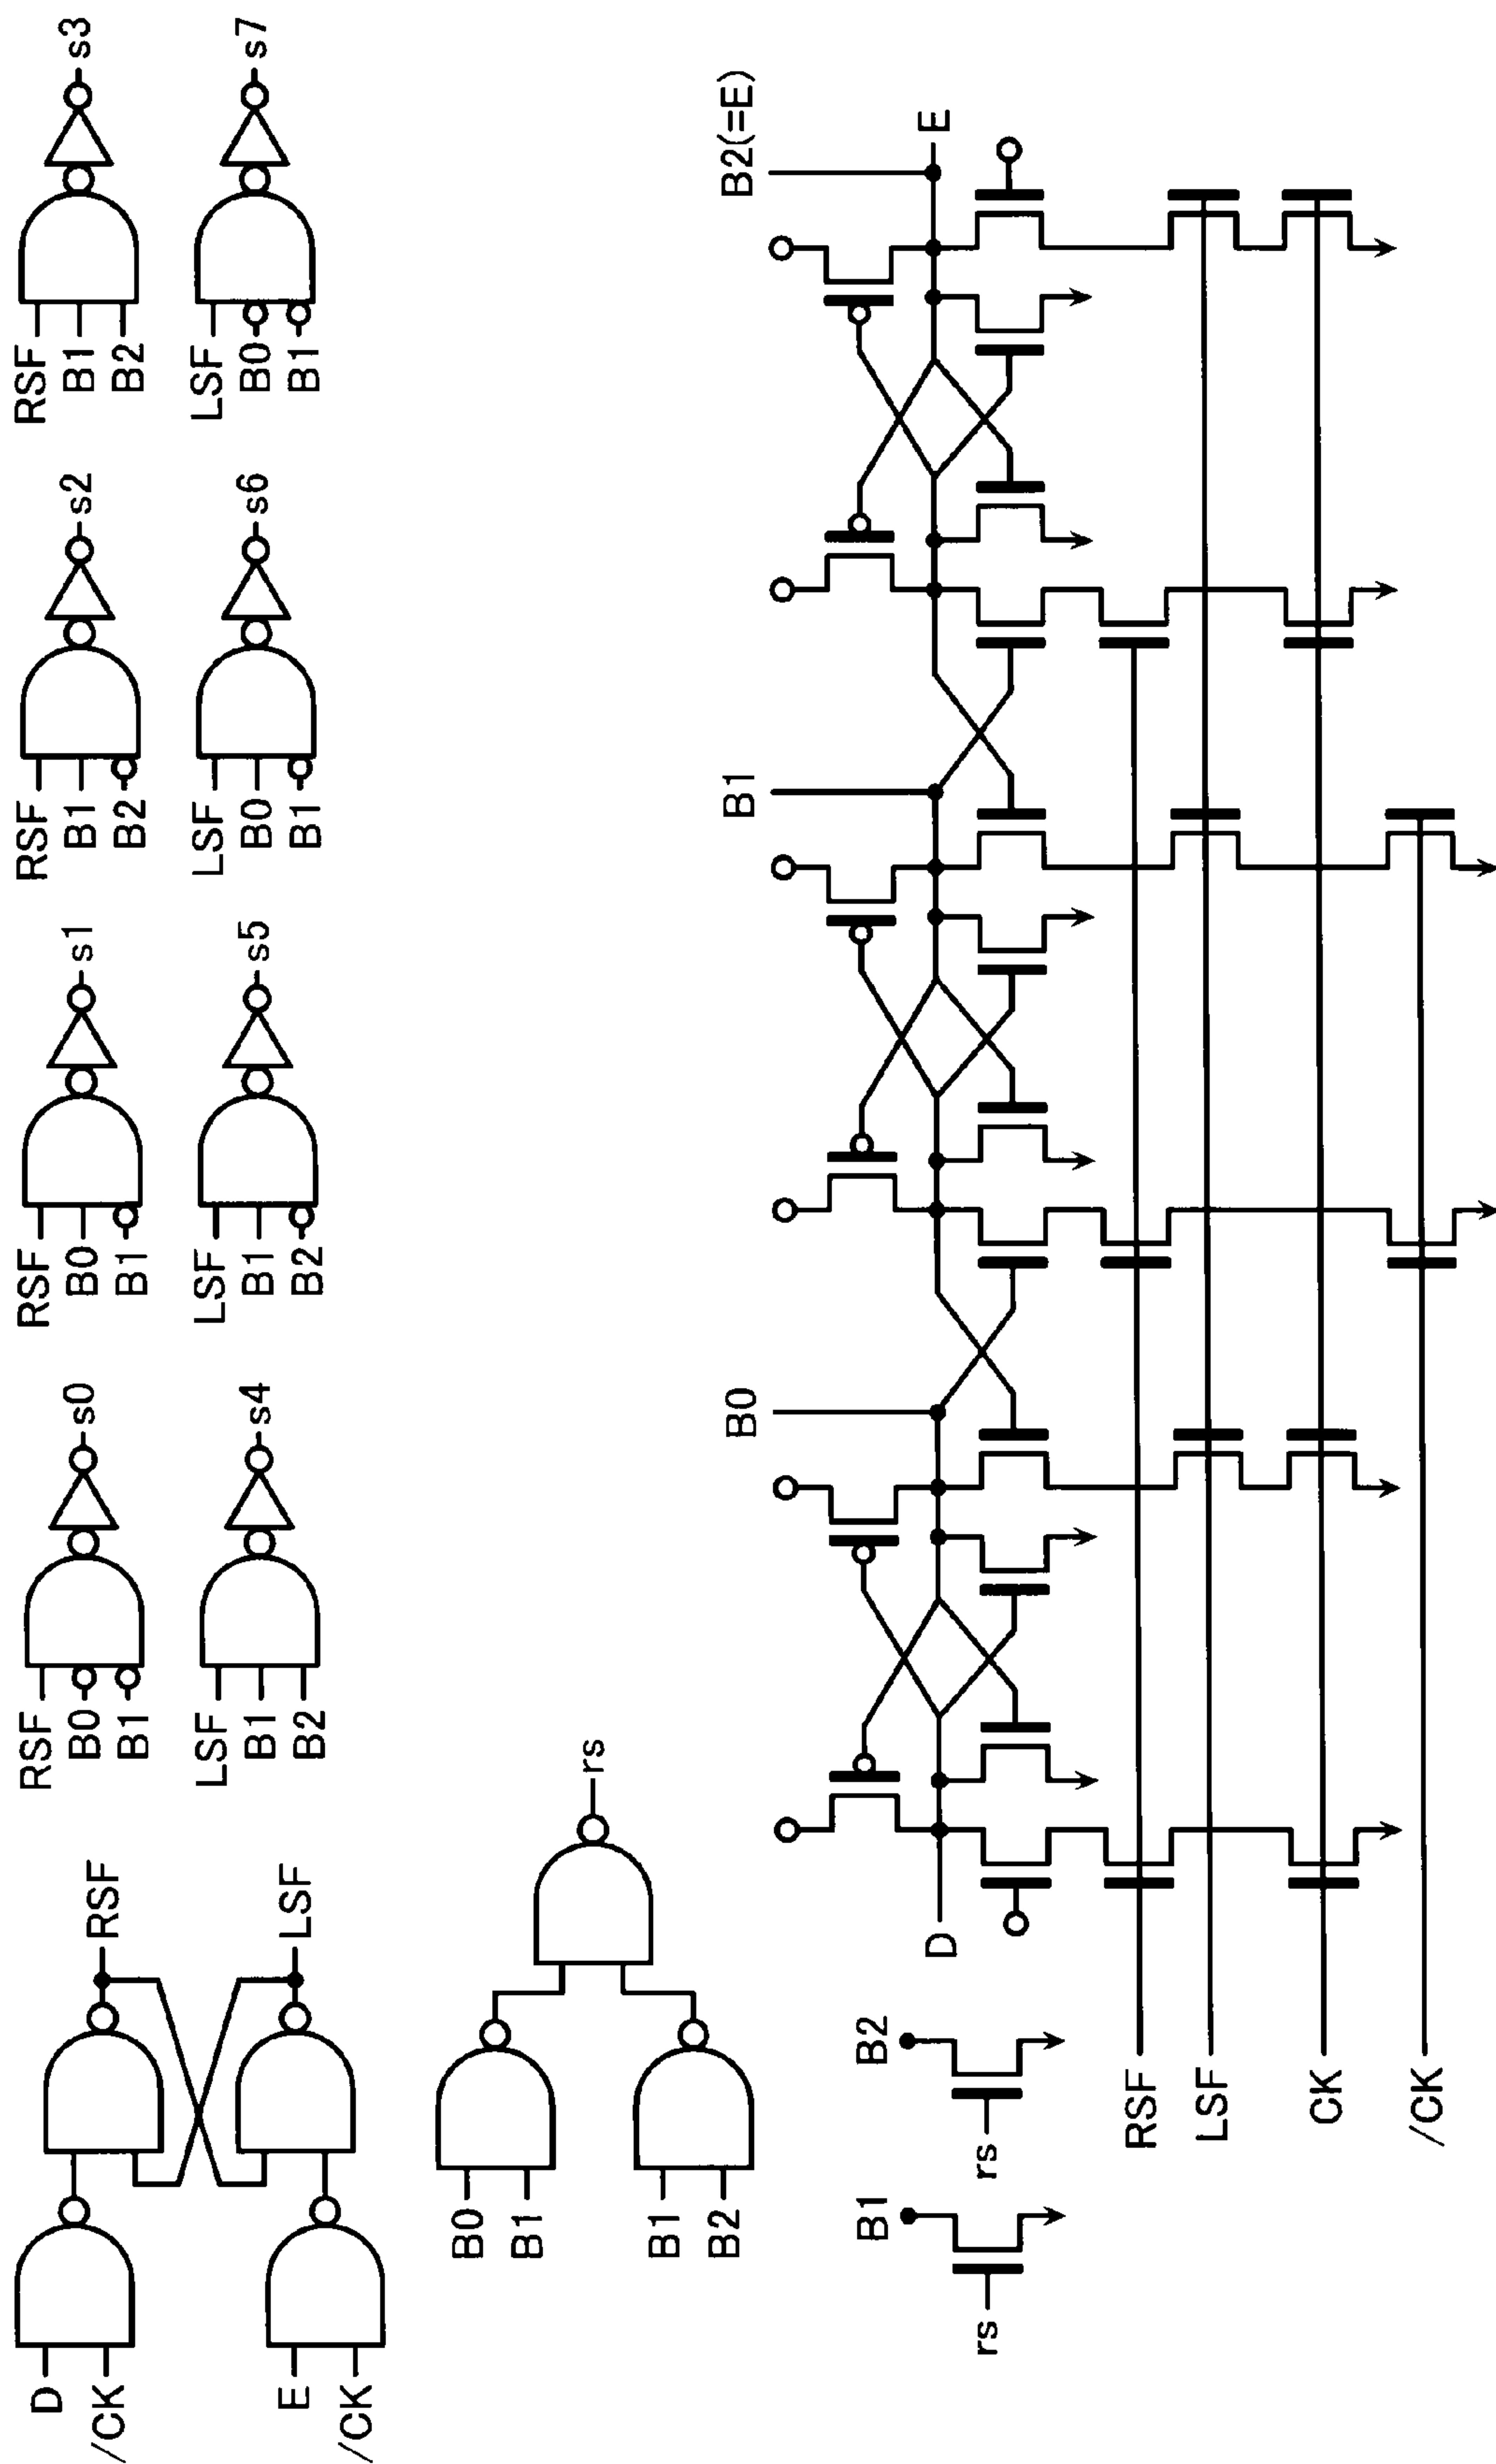 D
/CK
E
/CK
RSF
LSF
RSF
B0
B1
s0
RSF
B0
B1
s1
RSF
B1
B2
s2
RSF
B1
B2
s3
LSF
B1
B2
s4
LSF
B1
B2
s5
LSF
B0
B1
s6
LSF
B0
B1
s7
B0
B1
B1
B2
rs
B1
rs
B2
rs
B0
B1
B2(=E)
D
E
RSF
LSF
CK
/CK